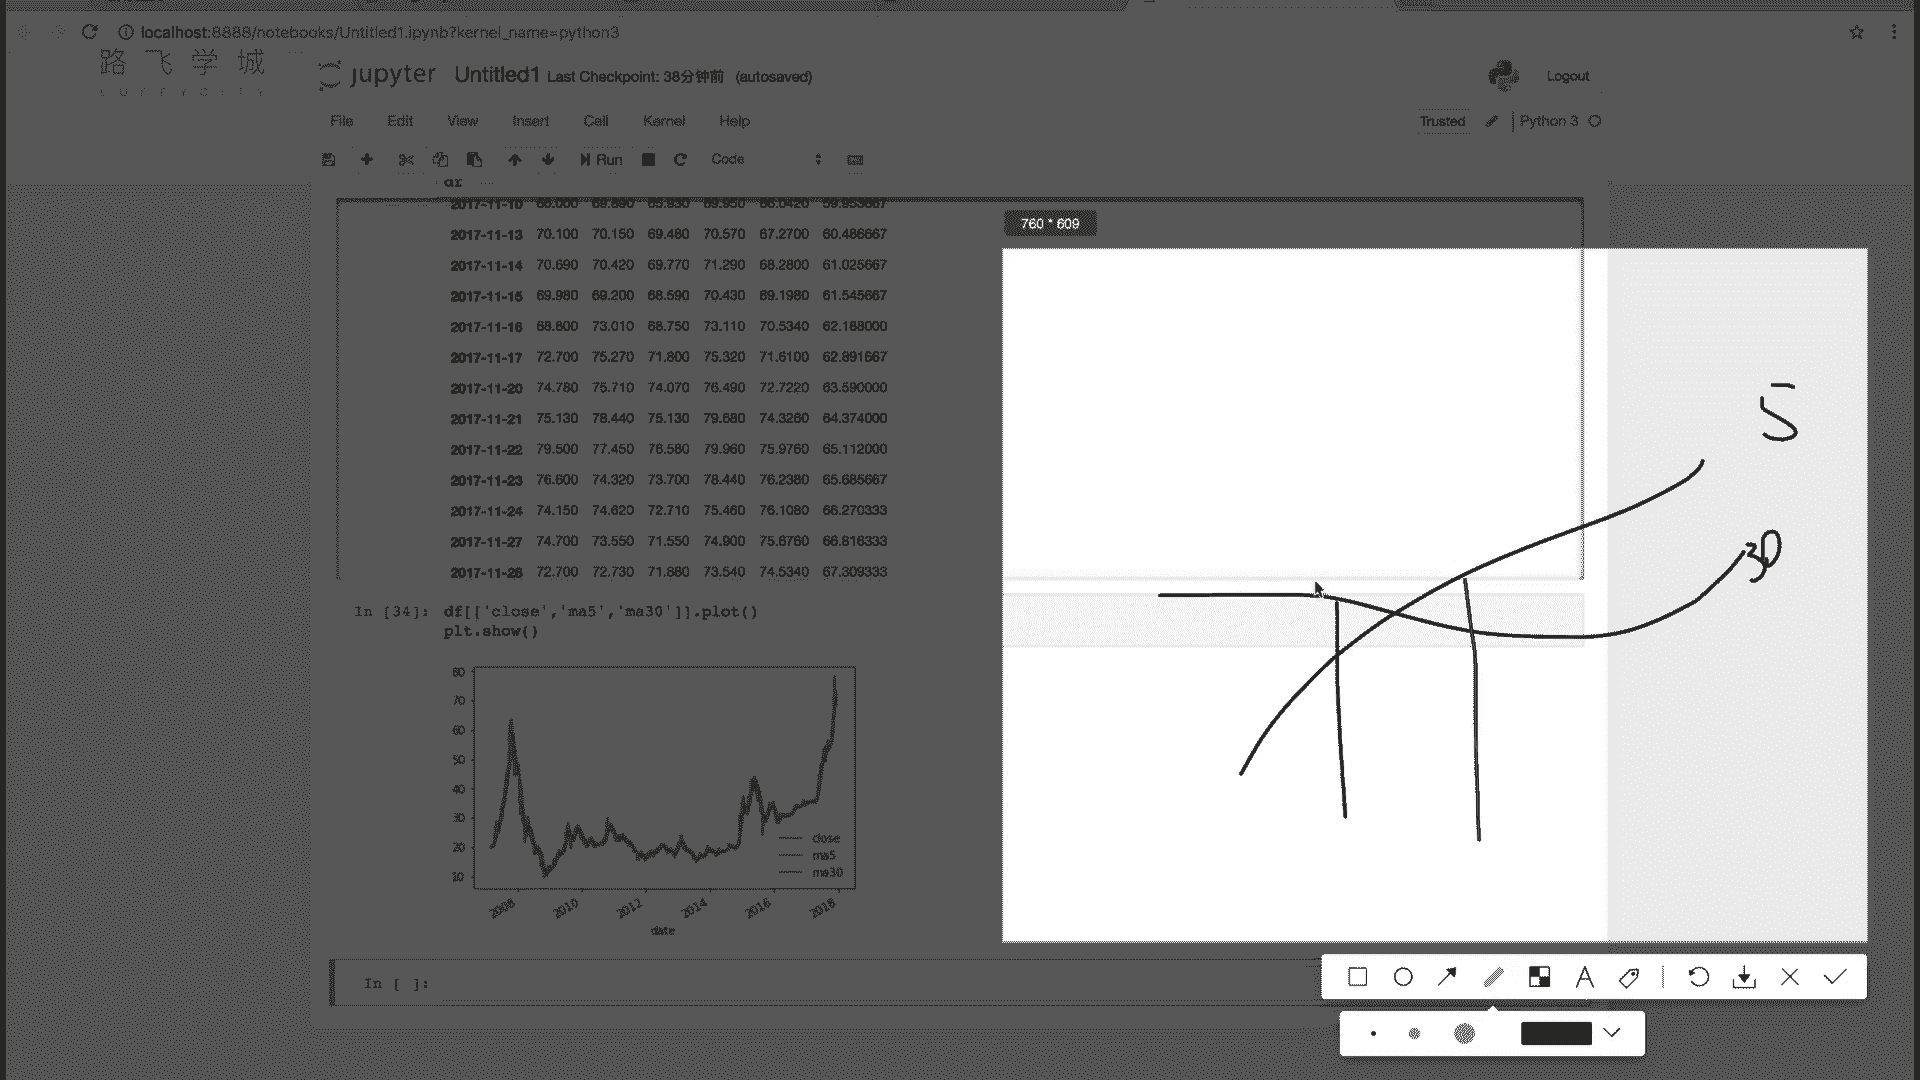 localhost:8888/notebooks/Untitled1.ipynb?kernel_name=python3
路飞学城
LUFFYCITY
jupyter Untitled1 Last Checkpoint: 38分钟前 (autosaved)
Logout
File Edit View Insert Cell Kernel Help
Trusted Python 3
Run Code
ar
2017-11-10
2017-11-13 70.100 70.150 69.480 70.570 67.2700 60.486667
2017-11-14 70.690 70.420 69.770 71.290 68.2800 61.025667
2017-11-15 69.980 69.200 68.590 70.430 69.1980 61.545667
2017-11-16 68.800 73.010 68.750 73.110 70.5340 62.188000
2017-11-17 72.700 75.270 71.800 75.320 71.6100 62.891667
2017-11-20 74.780 75.710 74.070 76.490 72.7220 63.590000
2017-11-21 75.130 78.440 75.130 79.680 74.3260 64.374000
2017-11-22 79.500 77.450 76.580 79.960 75.9760 65.112000
2017-11-23 76.600 74.320 73.700 78.440 76.2380 65.685667
2017-11-24 74.150 74.620 72.710 75.460 76.1080 66.270333
2017-11-27 74.700 73.550 71.550 74.900 75.6760 66.816333
2017-11-28 72.700 72.730 71.880 73.540 74.5340 67.309333
In [34]: df[['close','ma5','ma30']].plot()
plt.show()
80
70
60
50
40
30
20
10
close
ma5
ma30
2008 2010 2012 2014 2016 2018
date
In [ ]:
760 * 609
5
30
A